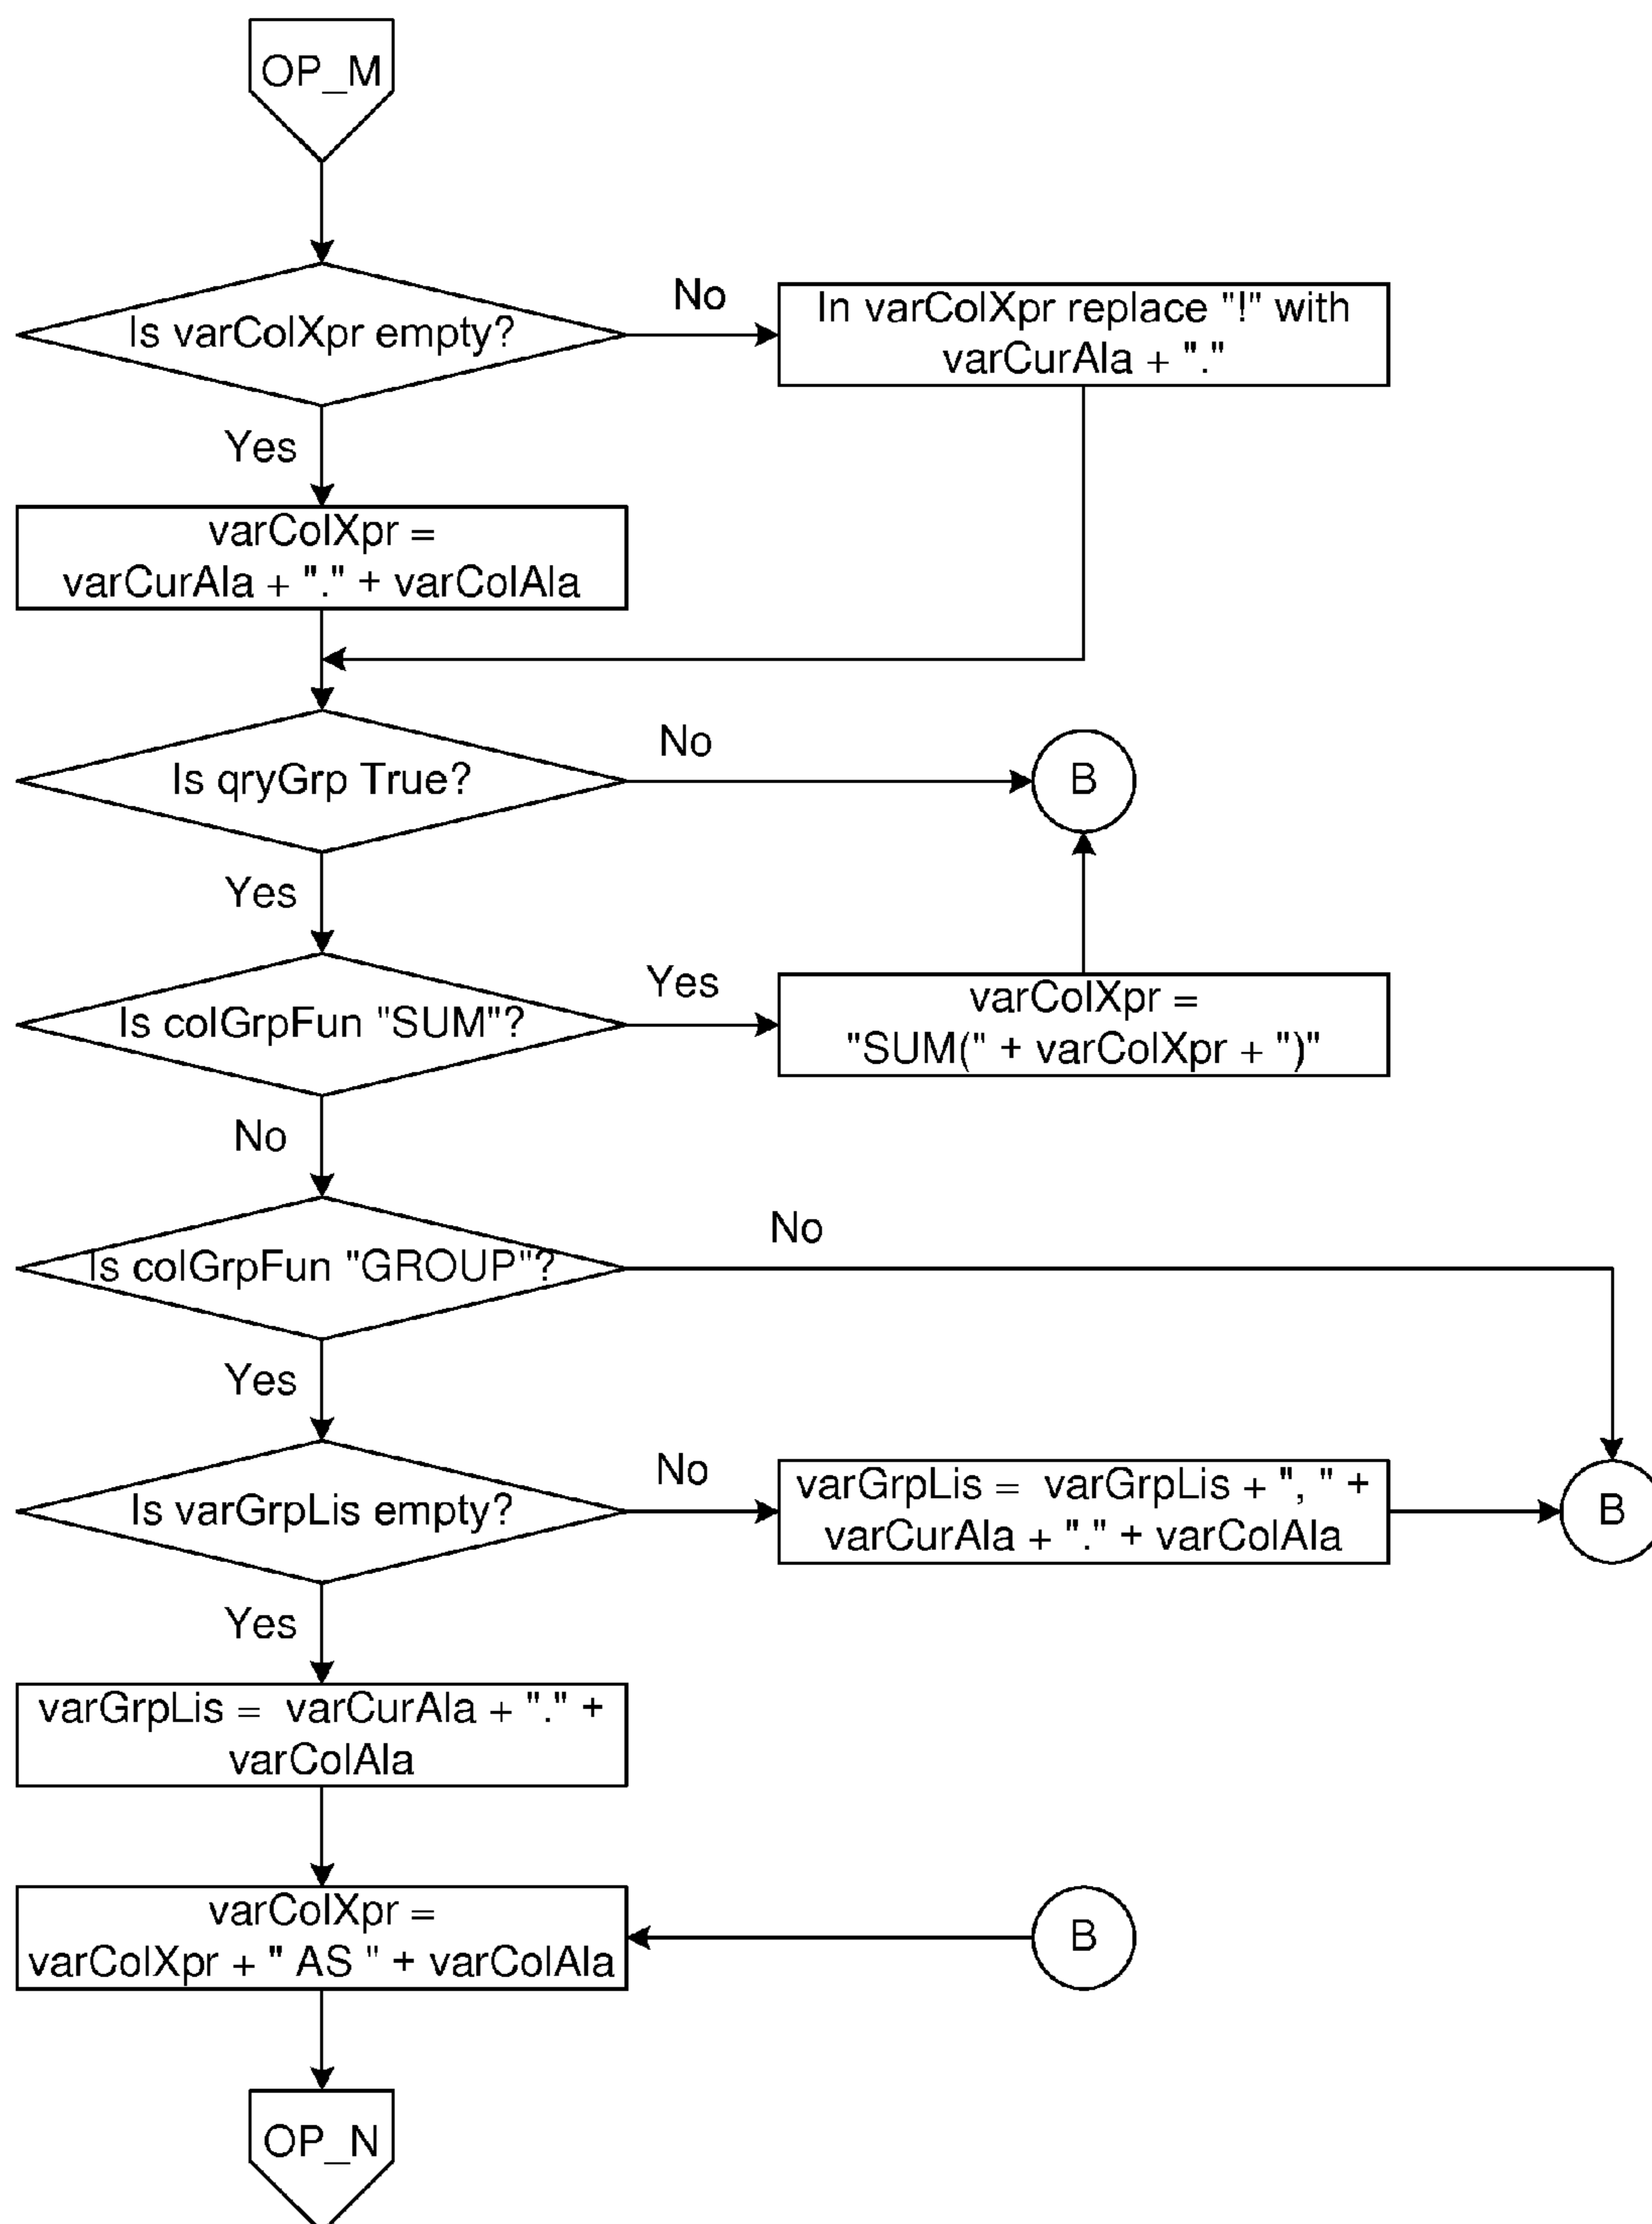 OP_M
Is varColXpr empty?
No
In varColXpr replace "!" with
varCurAla + "."
Yes
varColXpr =
varCurAla + "." + varColAla
Is qryGrp True?
No
B
Yes
Is colGrpFun "SUM"?
Yes
varColXpr =
"SUM(" + varColXpr + ")"
No
Is colGrpFun "GROUP"?
No
Yes
Is varGrpLis empty?
No
varGrpLis = varGrpLis + ", " +
varCurAla + "." + varColAla
B
Yes
varGrpLis = varCurAla + "." +
varColAla
varColXpr =
varColXpr + " AS " + varColAla
B
OP_N